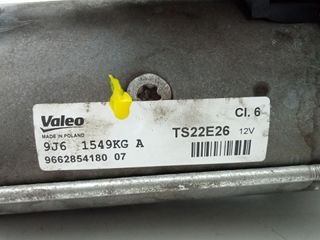 Valeo
Cl. 6
MADE IN POLAND
TS22E26 12V
9J6 1549KG A
9662854180 07